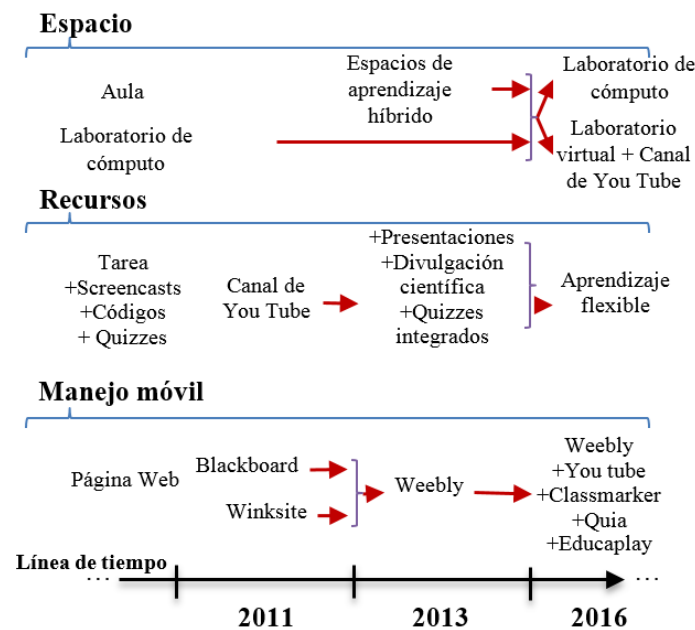 Espacio
Aula
Laboratorio de
cómputo
Espacios de
aprendizaje
híbrido
Laboratorio de
cómputo
Laboratorio
virtual + Canal
de You Tube
Recursos
Tarea
+Screencasts
+Códigos
+ Quizzes
Canal de
You Tube
+Presentaciones
+Divulgación
científica
+Quizzes
integrados
Aprendizaje
flexible
Manejo móvil
Página Web
Blackboard
Winksite
Weebly
Weebly
+You tube
+Classmarker
+Quia
+Educaplay
Línea de tiempo
...
...
2011
2013
2016